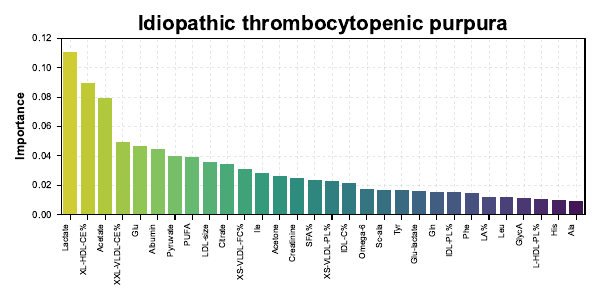 Idiopathic thrombocytopenic purpura
Importance
0.12
0.10
0.08
0.06
0.04
0.02
0.00
Lactate
XL-HDL-CE%
Acetate
XXL-VLDL-CE%
Glu
Albumin
Pyruvate
PUFA
LDL-size
Citrate
XS-VLDL-FC%
Ile
Acetone
Creatinine
SFA%
XS-VLDL-PL%
IDL-C%
Omega-6
Sc-ala
Tyr
Glu-lactate
Gln
IDL-PL%
Phe
LA%
Leu
GlycA
L-HDL-PL%
His
Ala